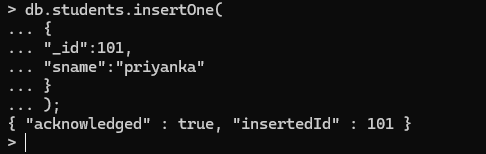 > db.students.insertOne(
... {
... "_id":101,
... "sname":"priyanka"
... }
... );
{ "acknowledged" : true, "insertedId" : 101 }
>